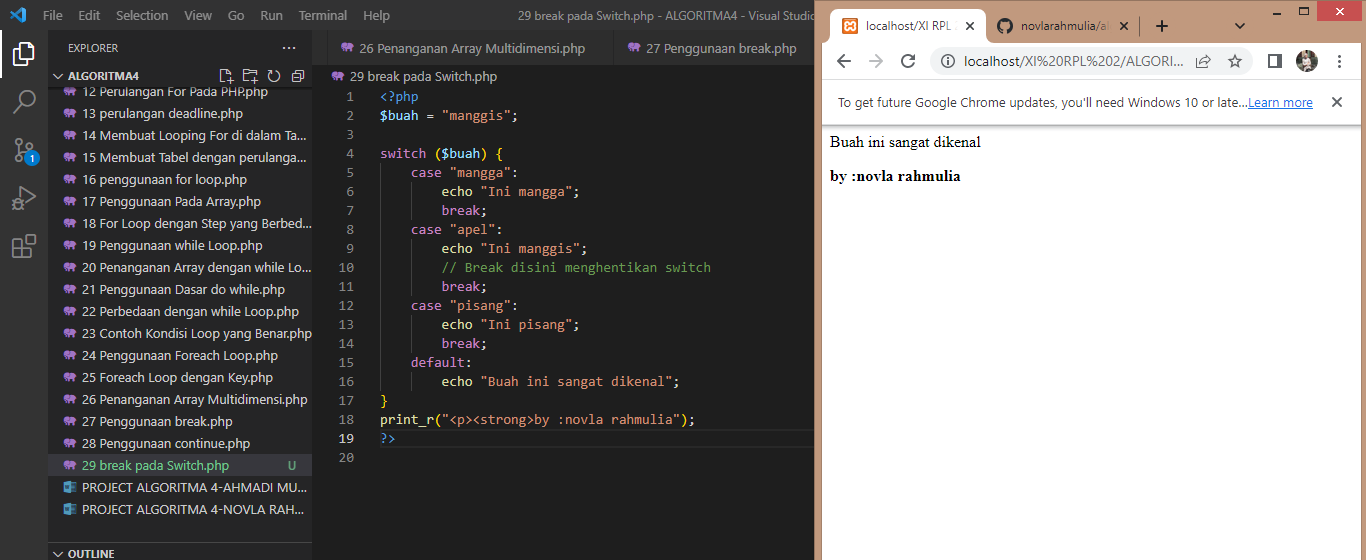 File Edit Selection View Go Run Terminal Help 29 break pada Switch.php - ALGORITMA4 - Visual Studio
EXPLORER
ALGORITMA4
12 Perulangan For Pada PHP.php
13 perulangan deadline.php
14 Membuat Looping For di dalam Ta...
15 Membuat Tabel dengan perulanga...
16 penggunaan for loop.php
17 Penggunaan Pada Array.php
18 For Loop dengan Step yang Berbed...
19 Penggunaan while Loop.php
20 Penanganan Array dengan while Lo...
21 Penggunaan Dasar do while.php
22 Perbedaan dengan while Loop.php
23 Contoh Kondisi Loop yang Benar.php
24 Penggunaan Foreach Loop.php
25 Foreach Loop dengan Key.php
26 Penanganan Array Multidimensi.php
27 Penggunaan break.php
28 Penggunaan continue.php
29 break pada Switch.php U
PROJECT ALGORITMA 4-AHMADI MU...
PROJECT ALGORITMA 4-NOVLA RAH...
OUTLINE
1
26 Penanganan Array Multidimensi.php 27 Penggunaan break.php
29 break pada Switch.php
1 <?php
2 $buah = "manggis";
3
4 switch ($buah) {
5 case "mangga":
6 echo "Ini mangga";
7 break;
8 case "apel":
9 echo "Ini manggis";
10 // Break disini menghentikan switch
11 break;
12 case "pisang":
13 echo "Ini pisang";
14 break;
15 default:
16 echo "Buah ini sangat dikenal";
17 }
18 print_r("<p><strong>by :novla rahmulia");
19 ?>
20
localhost/XI RPL novlarahmulia/al
localhost/XI%20RPL%202/ALGORI...
To get future Google Chrome updates, you'll need Windows 10 or late... Learn more
Buah ini sangat dikenal
by :novla rahmulia